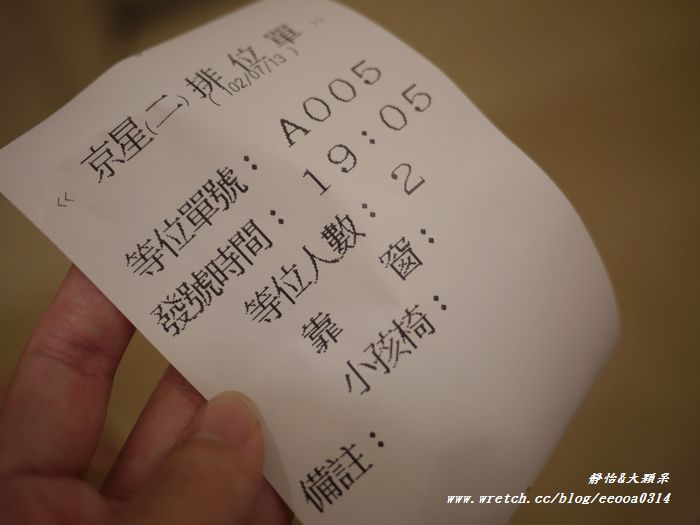 « 京星(二)排位單 »
( 102/07/13 )
等位單號：A005
發號時間：19:05
等位人數：2
靠　窗：
小孩椅：
備註：
靜怡&大顆呆
www.wretch.cc/blog/eeooa0314